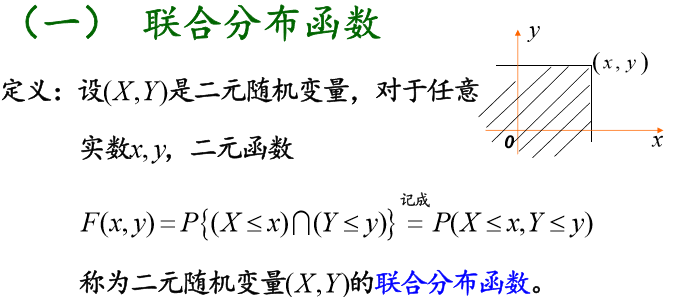 （一） 联合分布函数
y
(x, y)
0
x
定义：设(X,Y)是二元随机变量，对于任意
实数x, y，二元函数
记成
F(x, y) = P{(X ≤ x)⋂(Y ≤ y)} = P(X ≤ x,Y ≤ y)
称为二元随机变量(X,Y)的联合分布函数。